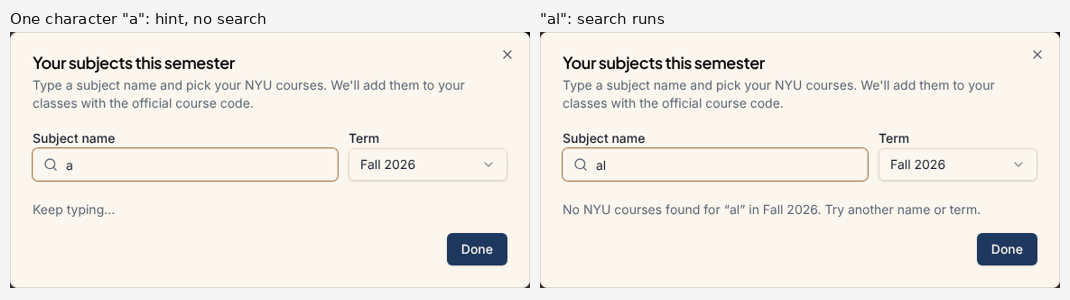 One character "a": hint, no search
Your subjects this semester
Type a subject name and pick your NYU courses. We'll add them to your
classes with the official course code.
Subject name
Term
a
Fall 2026
Keep typing...
Done
"al": search runs
Your subjects this semester
Type a subject name and pick your NYU courses. We'll add them to your
classes with the official course code.
Subject name
Term
al
Fall 2026
No NYU courses found for “al” in Fall 2026. Try another name or term.
Done